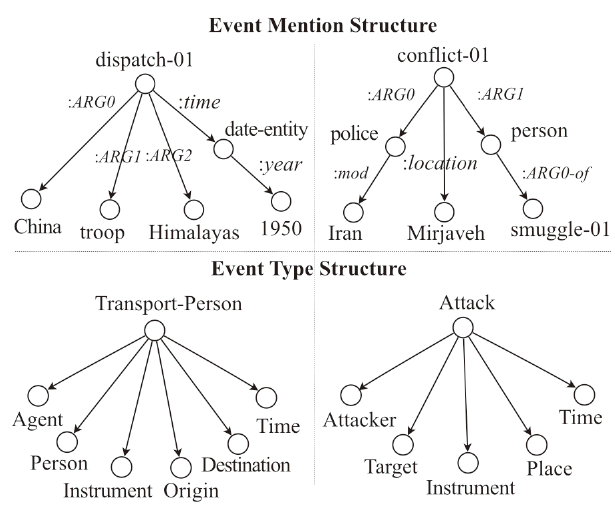 Event Mention Structure
dispatch-01
conflict-01
:ARG0
:time
:ARG0
:ARG1
date-entity
police
person
:ARG1
:ARG2
:year
:mod
:location
:ARG0-of
China
troop
Himalayas
1950
Iran
Mirjaveh
smuggle-01
Event Type Structure
Transport-Person
Attack
Agent
Time
Attacker
Time
Person
Destination
Target
Place
Instrument
Origin
Instrument